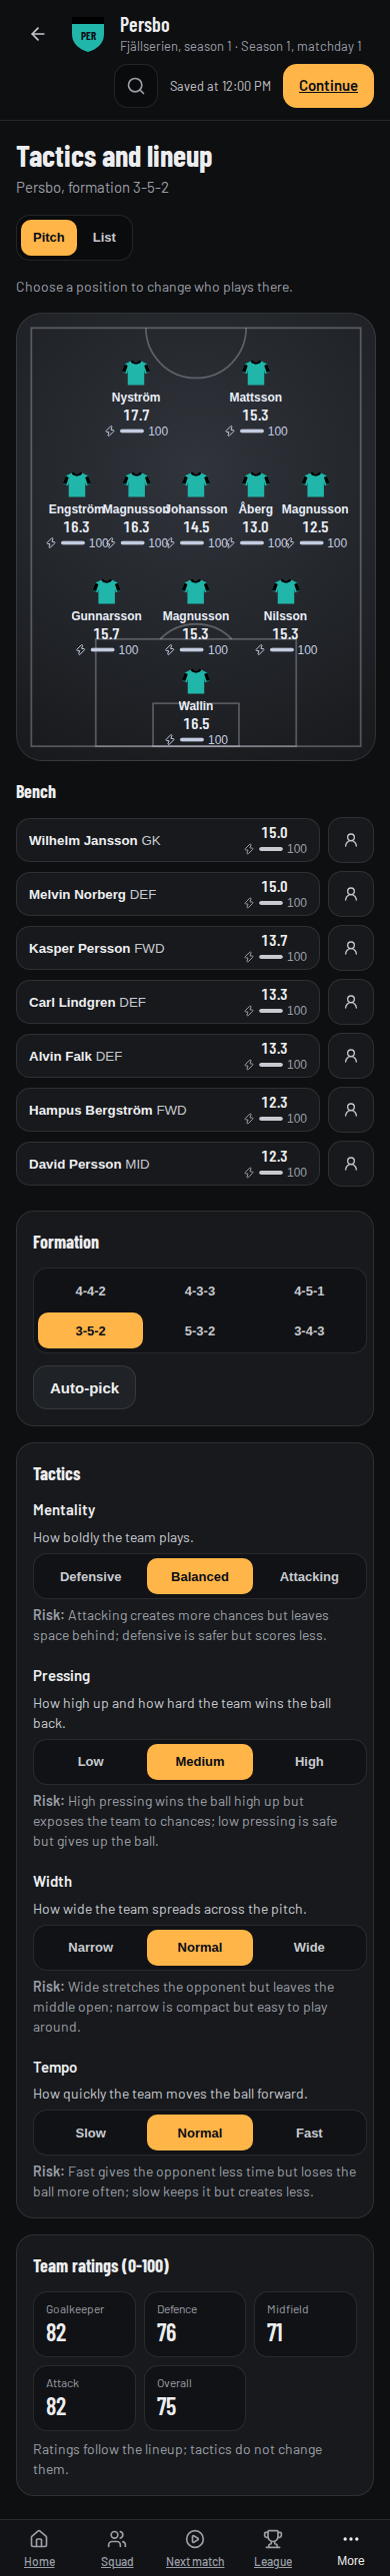 PER
Persbo
Fjällserien, season 1 · Season 1, matchday 1
Saved at 12:00 PM
Continue
Tactics and lineup
Persbo, formation 3-5-2
Pitch List
Choose a position to change who plays there.
Nyström Mattsson
17.7 15.3
100 100
Engström Magnusson Johansson Åberg Magnusson
16.3 16.3 14.5 13.0 12.5
100 100 100 100 100
Gunnarsson Magnusson Nilsson
15.7 15.3 15.3
100 100 100
Wallin
16.5
100
Bench
Wilhelm Jansson GK 15.0
100
Melvin Norberg DEF 15.0
100
Kasper Persson FWD 13.7
100
Carl Lindgren DEF 13.3
100
Alvin Falk DEF 13.3
100
Hampus Bergström FWD 12.3
100
David Persson MID 12.3
100
Formation
4-4-2 4-3-3 4-5-1
3-5-2 5-3-2 3-4-3
Auto-pick
Tactics
Mentality
How boldly the team plays.
Defensive Balanced Attacking
Risk: Attacking creates more chances but leaves
space behind; defensive is safer but scores less.
Pressing
How high up and how hard the team wins the ball
back.
Low Medium High
Risk: High pressing wins the ball high up but
exposes the team to chances; low pressing is safe
but gives up the ball.
Width
How wide the team spreads across the pitch.
Narrow Normal Wide
Risk: Wide stretches the opponent but leaves the
middle open; narrow is compact but easy to play
around.
Tempo
How quickly the team moves the ball forward.
Slow Normal Fast
Risk: Fast gives the opponent less time but loses the
ball more often; slow keeps it but creates less.
Team ratings (0-100)
Goalkeeper Defence Midfield
82 76 71
Attack Overall
82 75
Ratings follow the lineup; tactics do not change
them.
Home Squad Next match League More